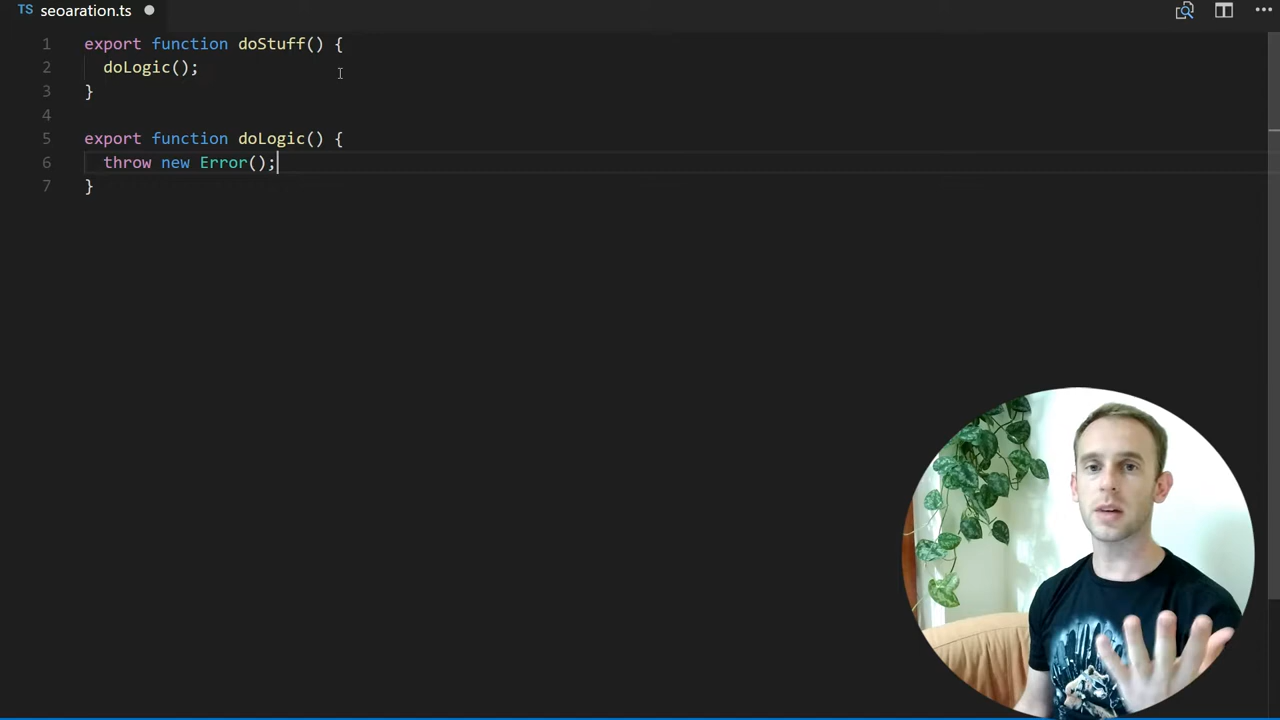 TS seoaration.ts
1 export function doStuff() {
2 doLogic();
3 }
4
5 export function doLogic() {
6 throw new Error();
7 }